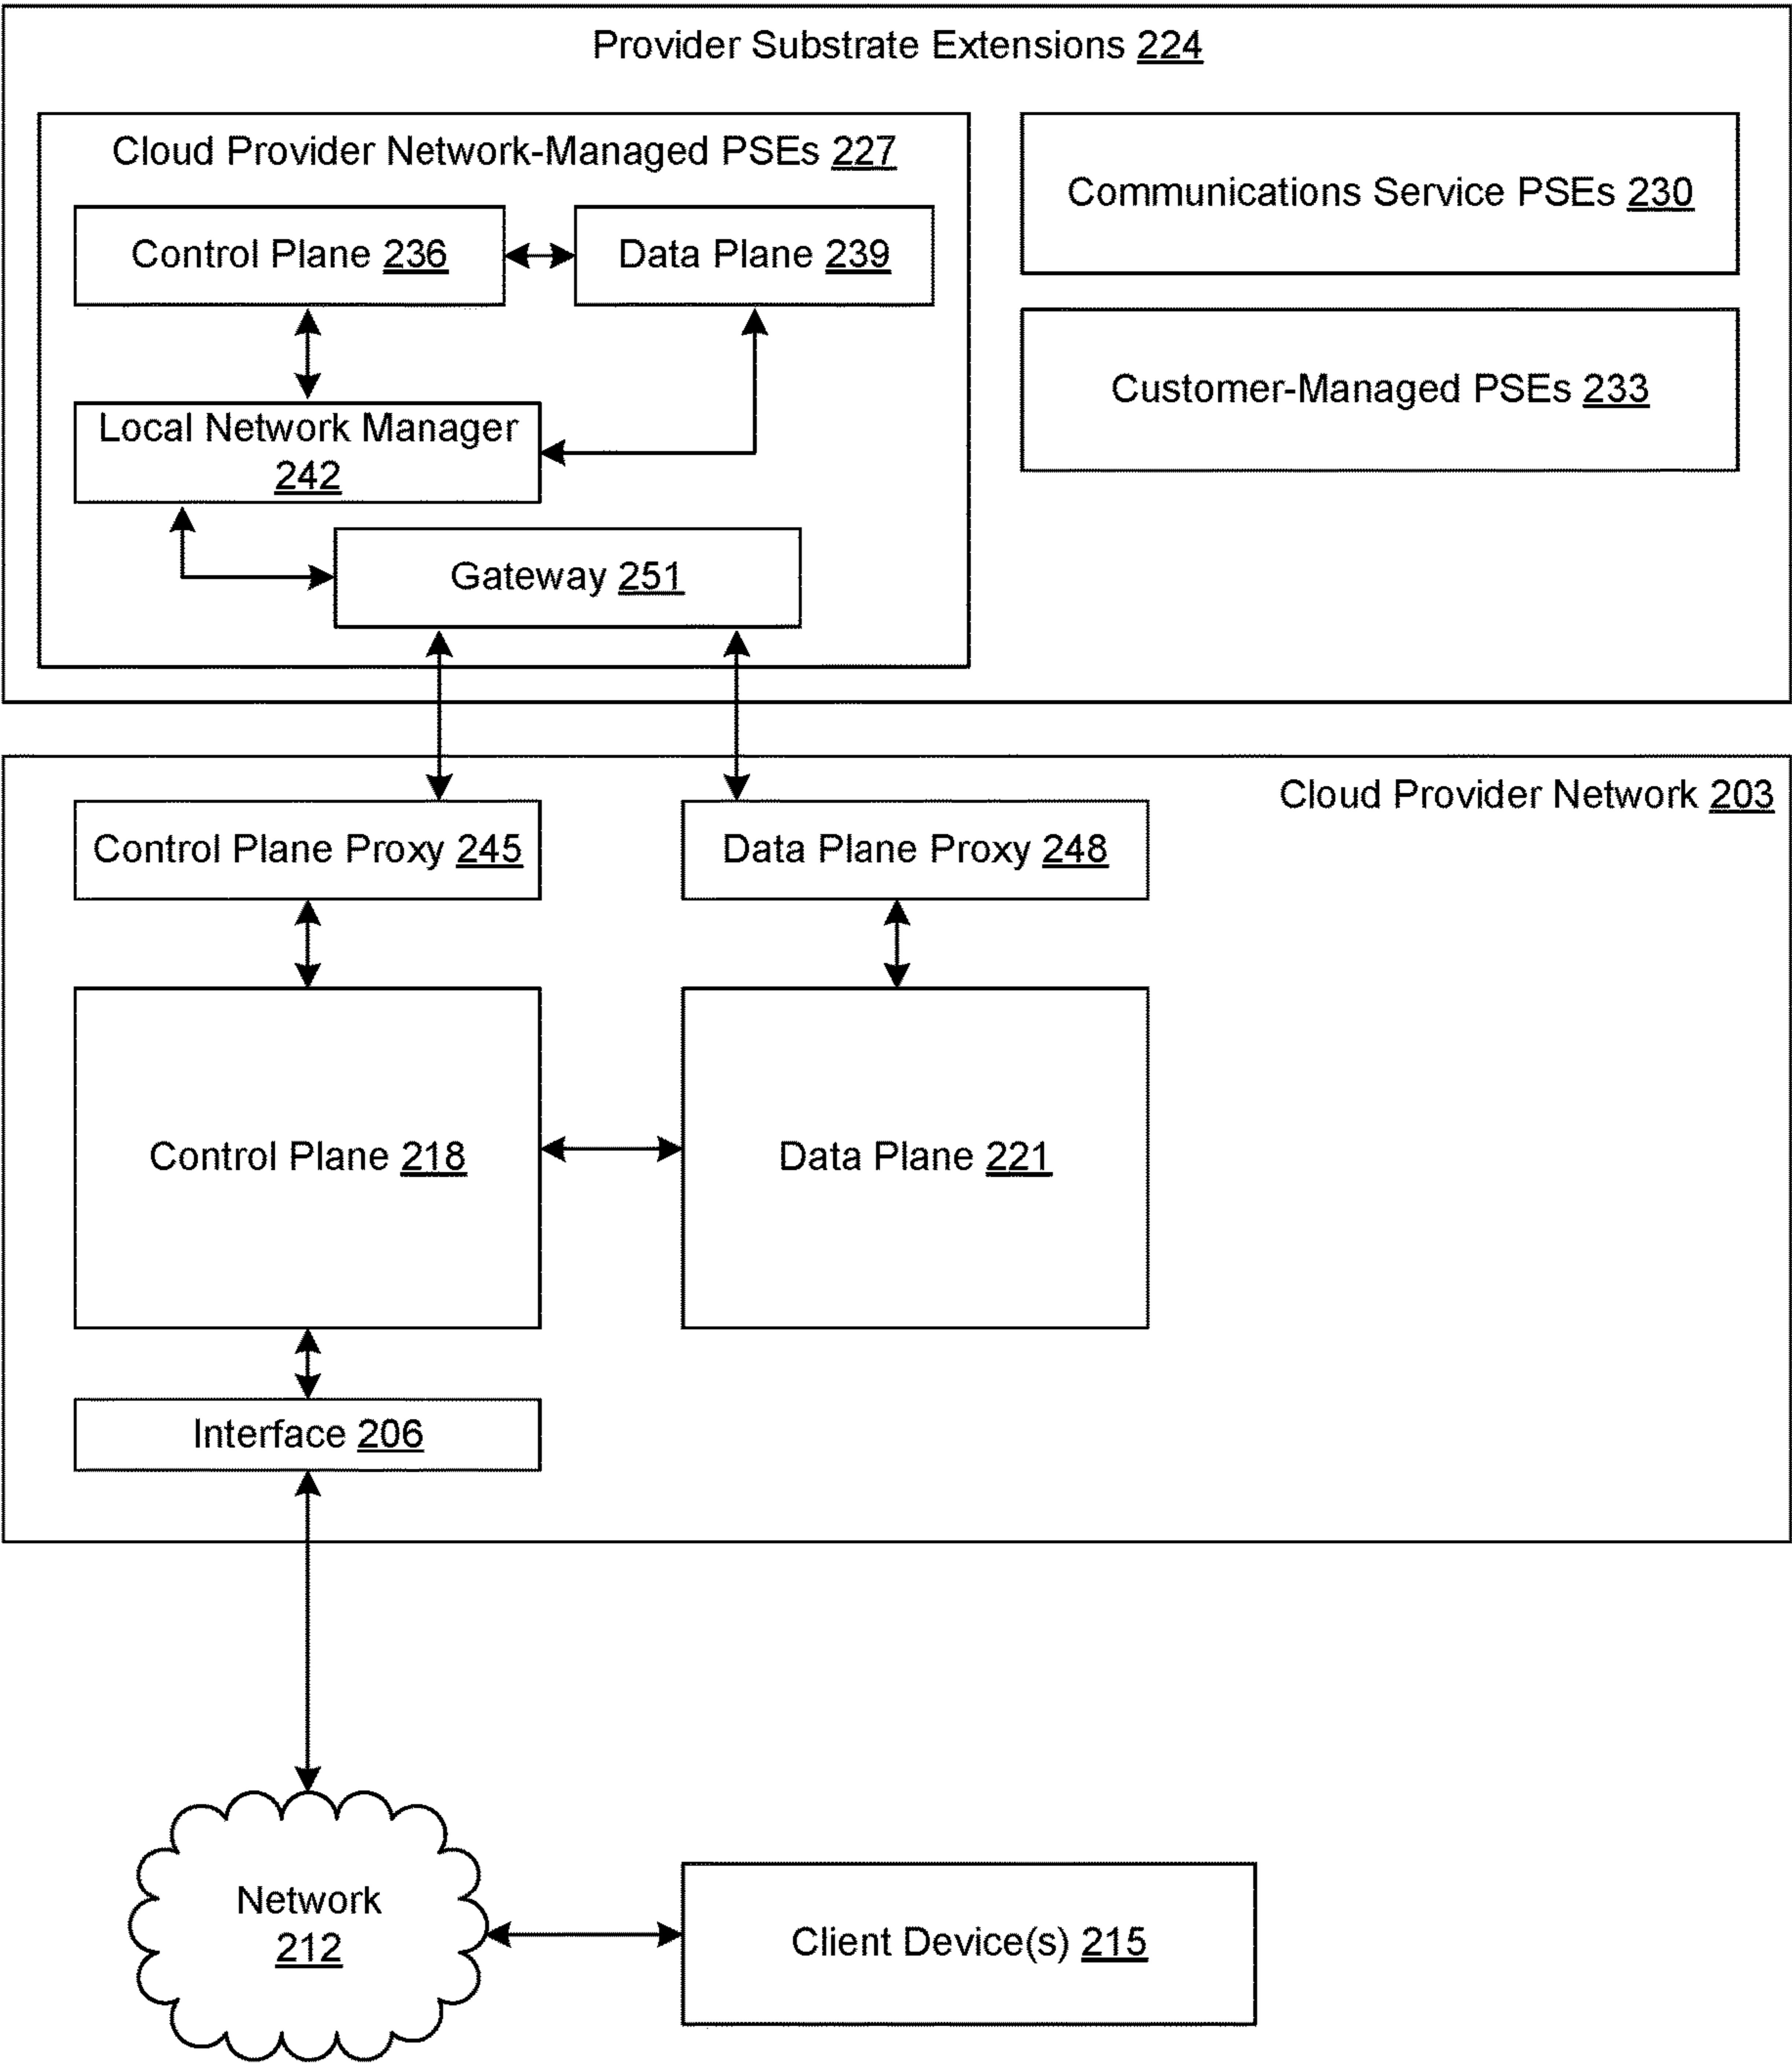 Provider Substrate Extensions 224
Cloud Provider Network-Managed PSEs 227
Control Plane 236
Data Plane 239
Local Network Manager
242
Gateway 251
Communications Service PSEs 230
Customer-Managed PSEs 233
Cloud Provider Network 203
Control Plane Proxy 245
Data Plane Proxy 248
Control Plane 218
Data Plane 221
Interface 206
Network
212
Client Device(s) 215